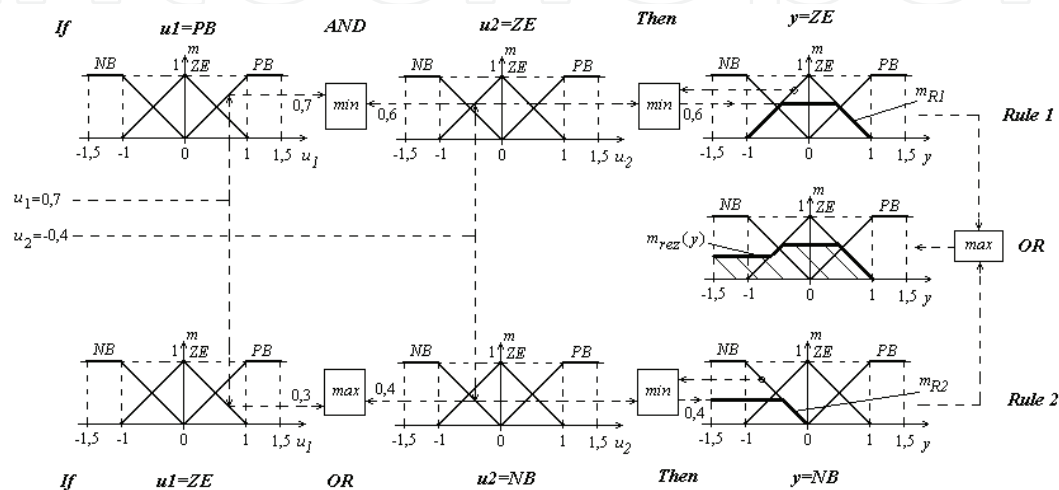 If u1=PB AND u2=ZE Then y=ZE
m m m
NB 1 ZE PB NB 1 ZE PB NB 1 ZE PB
0,7 min 0,6 min 0,6 m_R1
Rule 1
-1,5 -1 0 1 1,5 u_1 -1,5 -1 0 1 1,5 u_2 -1,5 -1 0 1 1,5 y
u_1=0,7
u_2=-0,4
m
NB 1 ZE PB
m_rez(y) max OR
-1,5 -1 0 1 1,5 y
m m m
NB 1 ZE PB NB 1 ZE PB NB 1 ZE PB
0,3 max 0,4 min 0,4 m_R2
Rule 2
-1,5 -1 0 1 1,5 u_1 -1,5 -1 0 1 1,5 u_2 -1,5 -1 0 1 1,5 y
If u1=ZE OR u2=NB Then y=NB